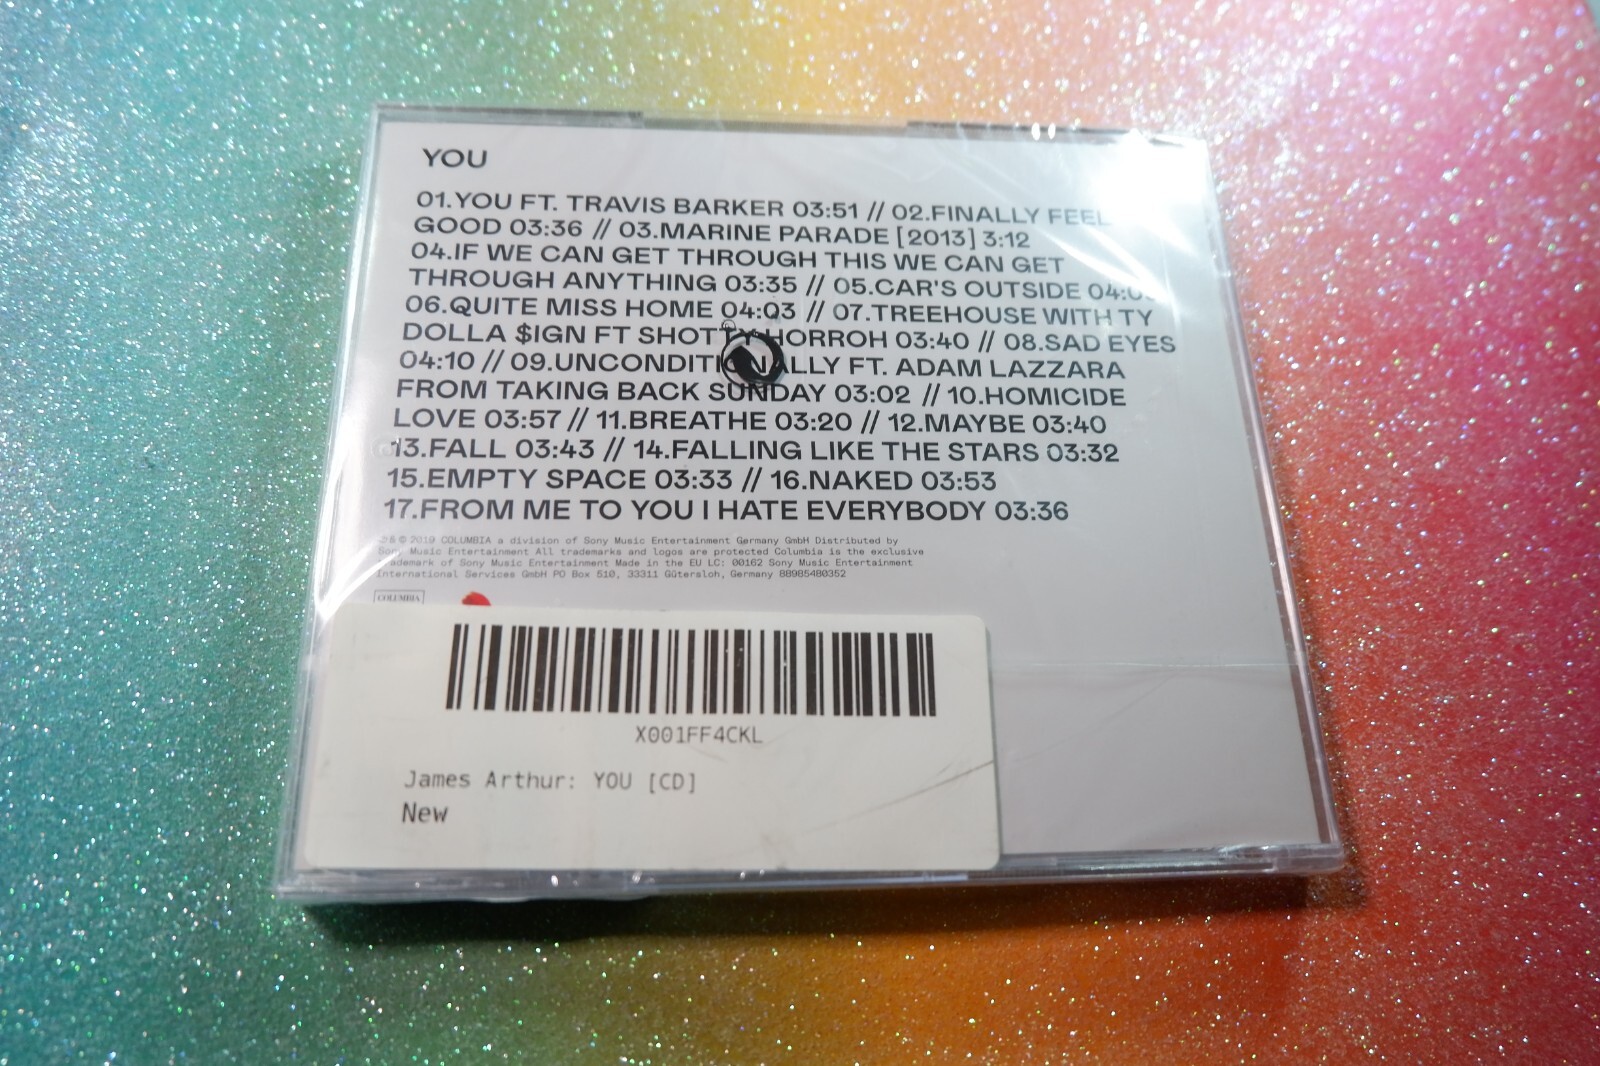 YOU
01.YOU FT. TRAVIS BARKER 03:51 // 02.FINALLY FEEL
GOOD 03:36 // 03.MARINE PARADE [2013] 3:12
04.IF WE CAN GET THROUGH THIS WE CAN GET
THROUGH ANYTHING 03:35 // 05.CAR'S OUTSIDE
06.QUITE MISS HOME 04:03 // 07.TREEHOUSE WITH TY
DOLLA $IGN FT SHOTTY HORROH 03:40 // 08.SAD EYES
04:10 // 09.UNCONDITIONALLY FT. ADAM LAZZARA
FROM TAKING BACK SUNDAY 03:02 // 10.HOMICIDE
LOVE 03:57 // 11.BREATHE 03:20 // 12.MAYBE 03:40
13.FALL 03:43 // 14.FALLING LIKE THE STARS 03:32
15.EMPTY SPACE 03:33 // 16.NAKED 03:53
17.FROM ME TO YOU I HATE EVERYBODY 03:36
℗ & © 2019 COLUMBIA a division of Sony Music Entertainment Germany GmbH Distributed by
Sony Music Entertainment All trademarks and logos are protected Columbia is the exclusive
trademark of Sony Music Entertainment Made in the EU LC: 00162 Sony Music Entertainment
International Services GmbH PO Box 510, 33311 Gütersloh, Germany 88985480352
COLUMBIA
X001FF4CKL
James Arthur: YOU [CD]
New